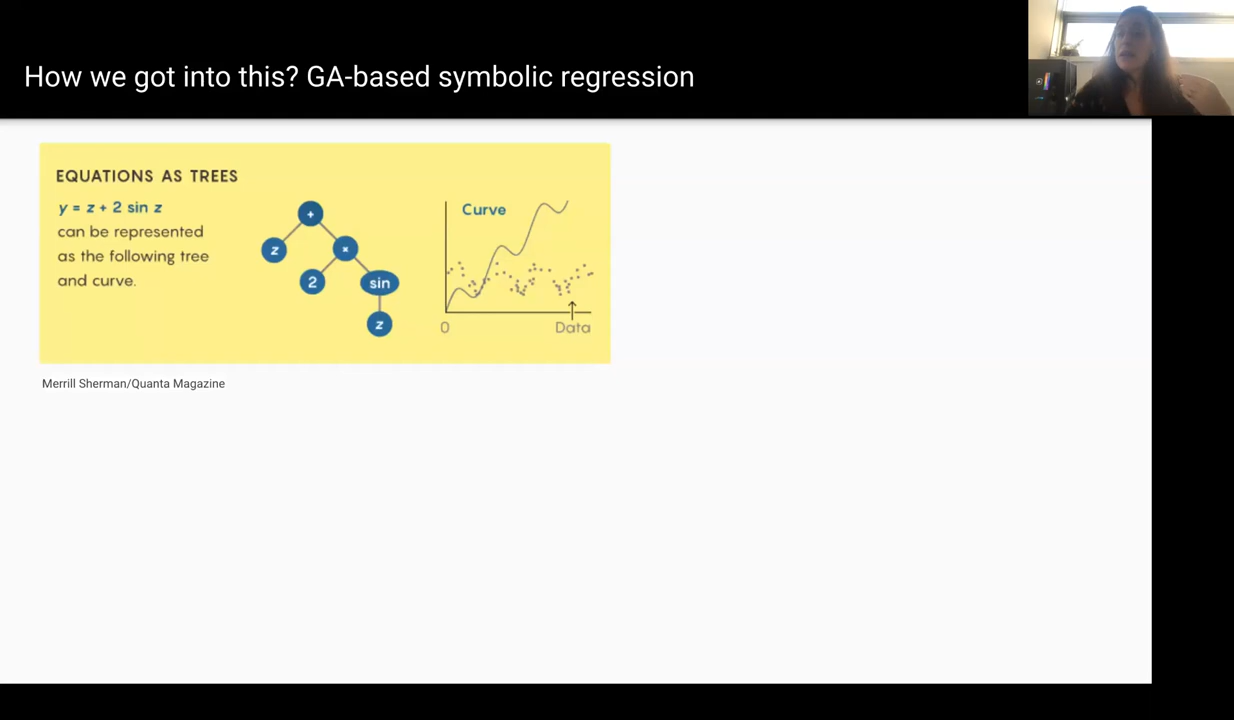 How we got into this? GA-based symbolic regression
EQUATIONS AS TREES
y = z + 2 sin z
can be represented
as the following tree
and curve.
+
z
×
2
sin
z
Curve
0
Data
Merrill Sherman/Quanta Magazine